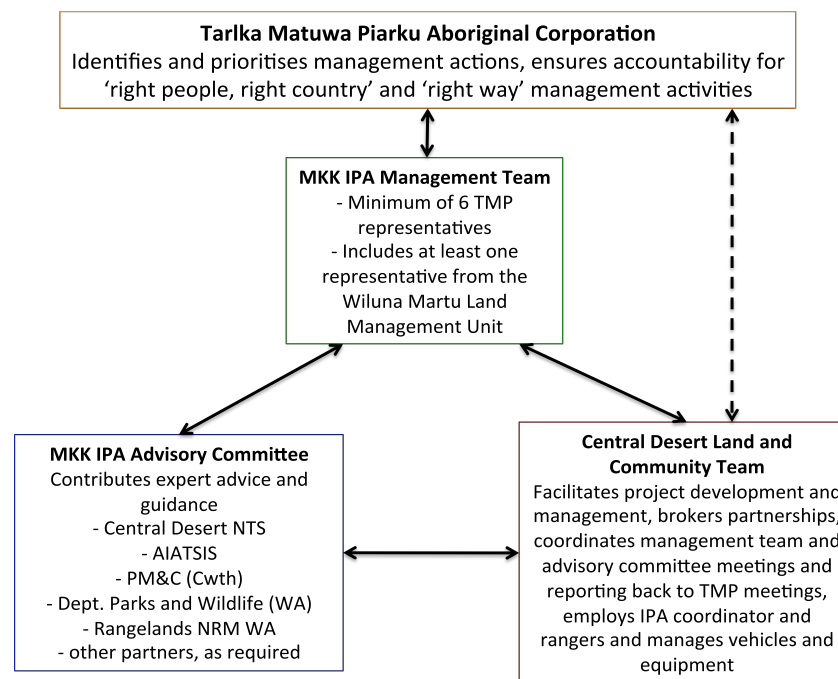 Tarlka Matuwa Piarku Aboriginal Corporation
Identifies and prioritises management actions, ensures accountability for
‘right people, right country’ and ‘right way’ management activities
MKK IPA Management Team
- Minimum of 6 TMP
representatives
- Includes at least one
representative from the
Wiluna Martu Land
Management Unit
MKK IPA Advisory Committee
Contributes expert advice and
guidance
- Central Desert NTS
- AIATSIS
- PM&C (Cwth)
- Dept. Parks and Wildlife (WA)
- Rangelands NRM WA
- other partners, as required
Central Desert Land and
Community Team
Facilitates project development and
management, brokers partnerships,
coordinates management team and
advisory committee meetings and
reporting back to TMP meetings,
employs IPA coordinator and
rangers and manages vehicles and
equipment